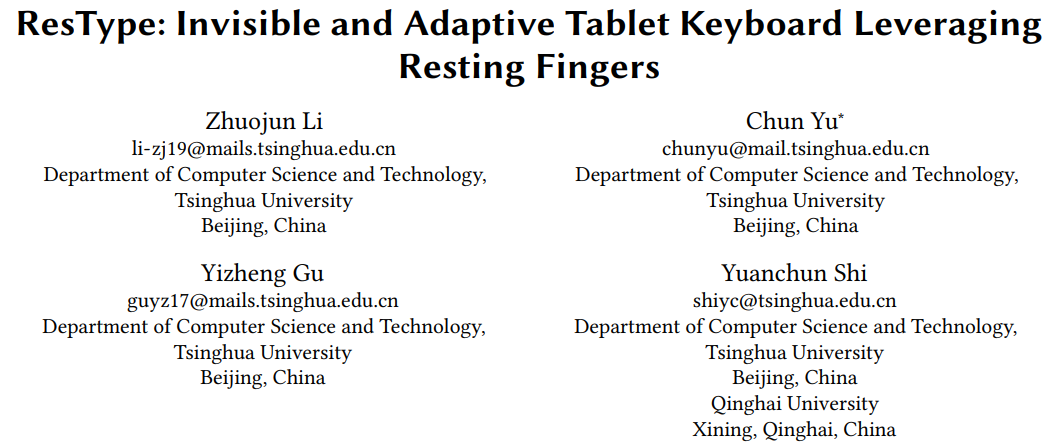 ResType: Invisible and Adaptive Tablet Keyboard Leveraging
Resting Fingers
Zhuojun Li
li-zj19@mails.tsinghua.edu.cn
Department of Computer Science and Technology,
Tsinghua University
Beijing, China
Chun Yu*
chunyu@mail.tsinghua.edu.cn
Department of Computer Science and Technology,
Tsinghua University
Beijing, China
Yizheng Gu
guyz17@mails.tsinghua.edu.cn
Department of Computer Science and Technology,
Tsinghua University
Beijing, China
Yuanchun Shi
shiyc@tsinghua.edu.cn
Department of Computer Science and Technology,
Tsinghua University
Beijing, China
Qinghai University
Xining, Qinghai, China